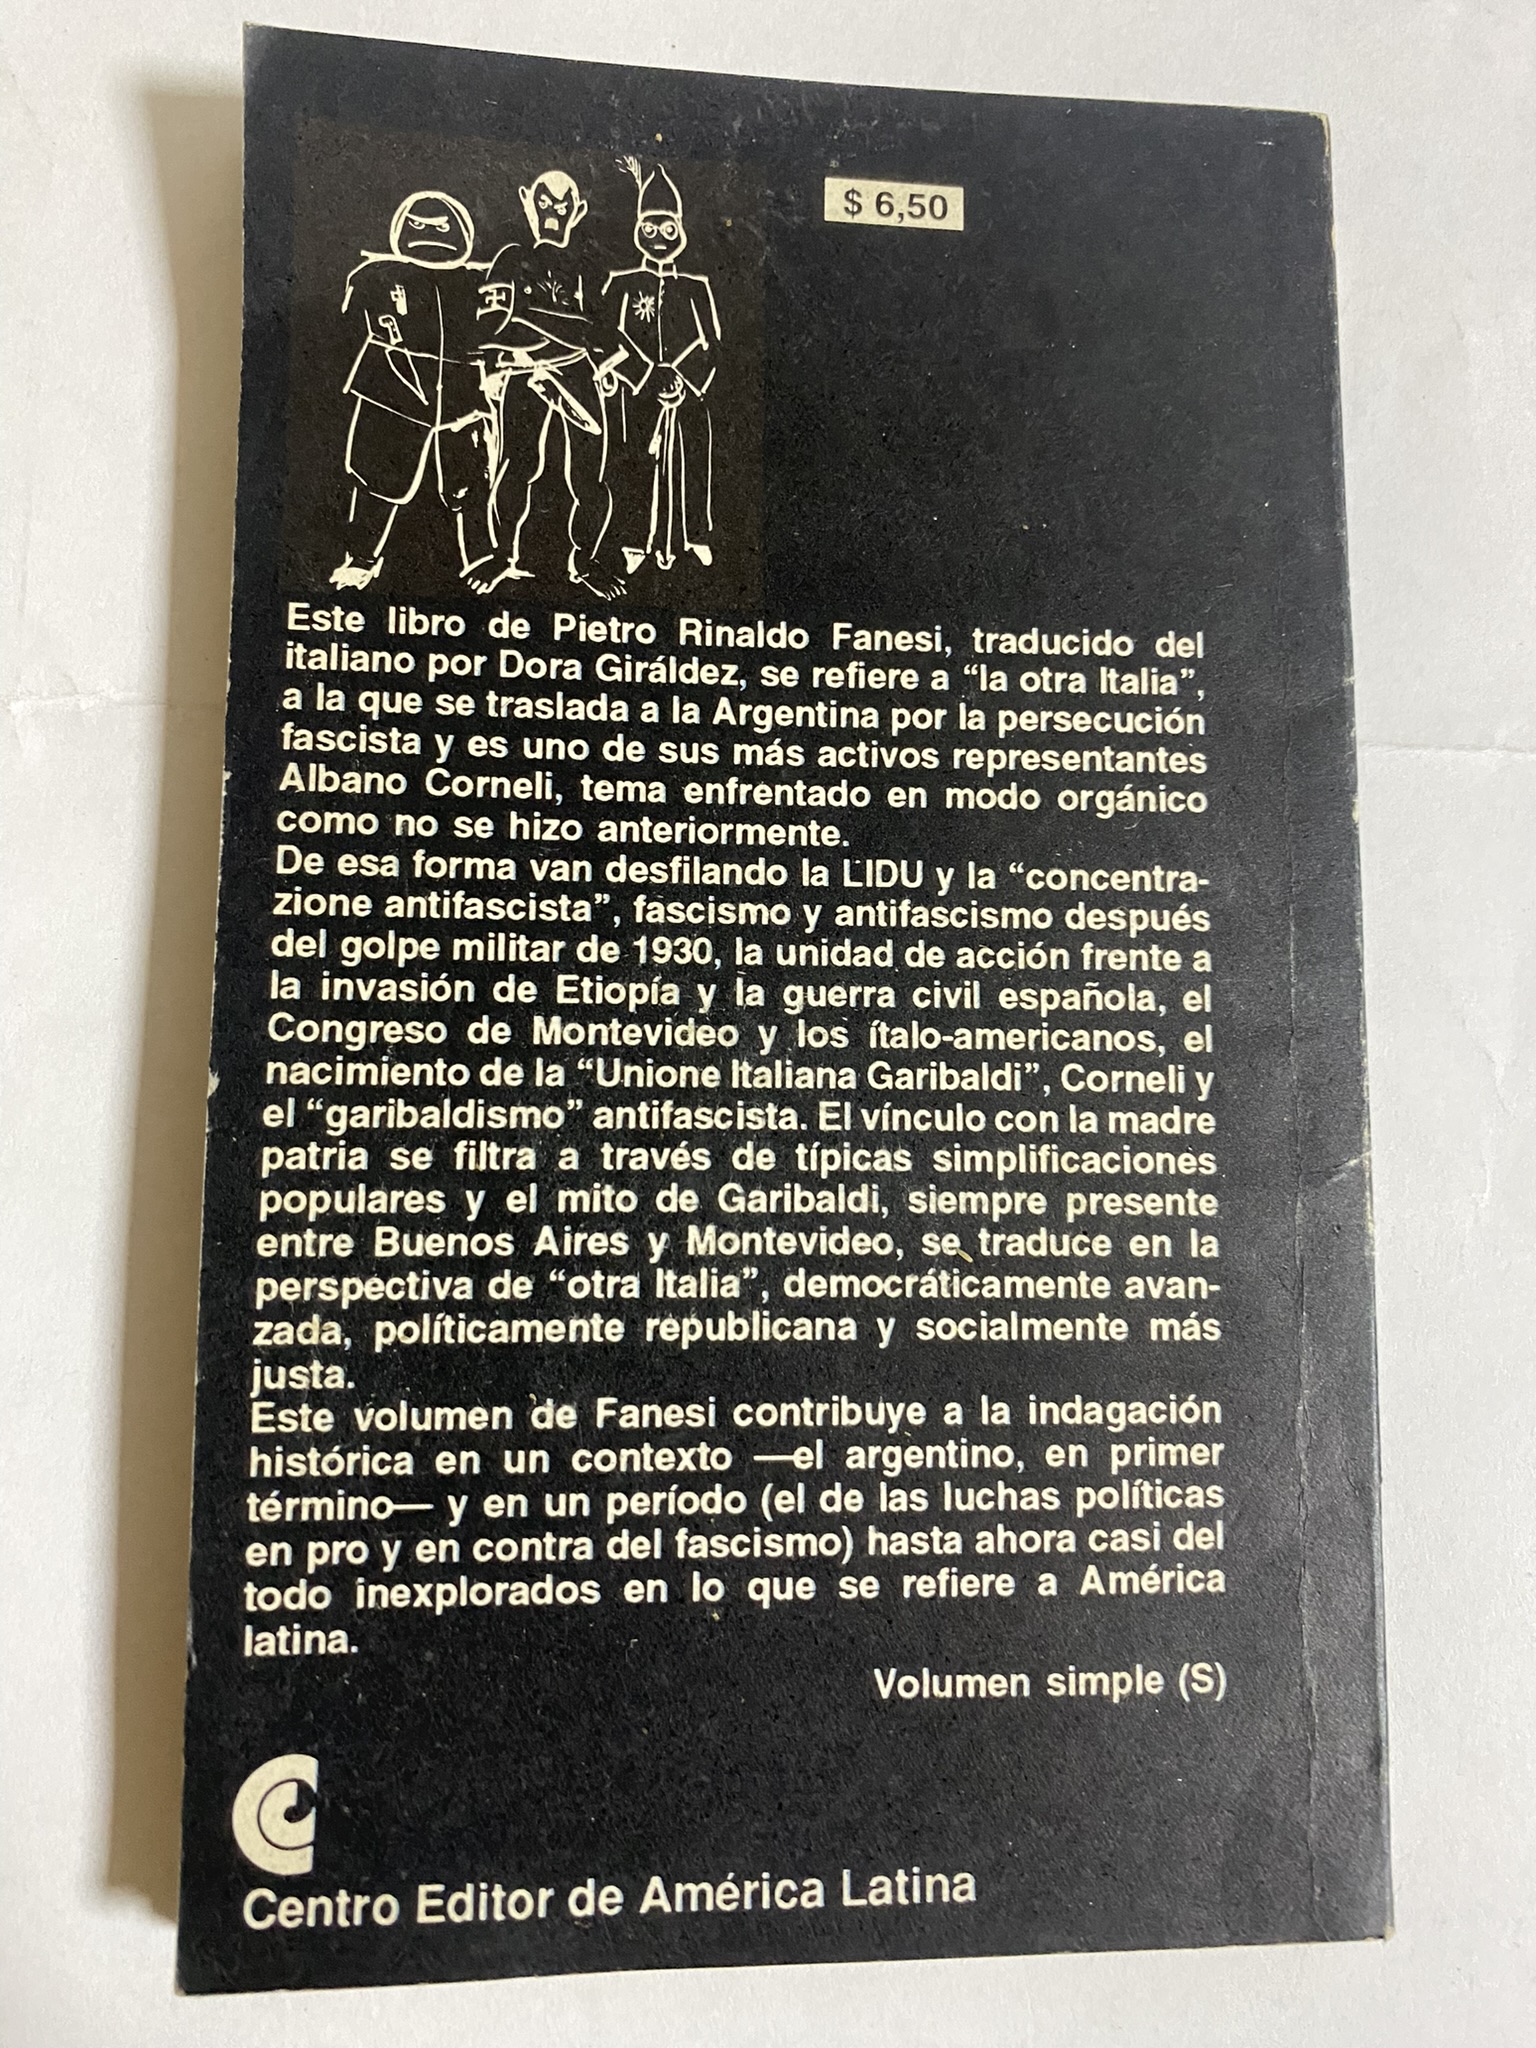 $ 6,50
Este libro de Pietro Rinaldo Fanesi, traducido del
italiano por Dora Giráldez, se refiere a “la otra Italia”,
a la que se traslada a la Argentina por la persecución
fascista y es uno de sus más activos representantes
Albano Corneli, tema enfrentado en modo orgánico
como no se hizo anteriormente.
De esa forma van desfilando la LIDU y la “concentra-
zione antifascista”, fascismo y antifascismo después
del golpe militar de 1930, la unidad de acción frente a
la invasión de Etiopía y la guerra civil española, el
Congreso de Montevideo y los ítalo-americanos, el
nacimiento de la “Unione Italiana Garibaldi”, Corneli y
el “garibaldismo” antifascista. El vínculo con la madre
patria se filtra a través de típicas simplificaciones
populares y el mito de Garibaldi, siempre presente
entre Buenos Aires y Montevideo, se traduce en la
perspectiva de “otra Italia”, democráticamente avan-
zada, políticamente republicana y socialmente más
justa.
Este volumen de Fanesi contribuye a la indagación
histórica en un contexto —el argentino, en primer
término— y en un período (el de las luchas políticas
en pro y en contra del fascismo) hasta ahora casi del
todo inexplorados en lo que se refiere a América
latina.
Volumen simple (S)
Centro Editor de América Latina